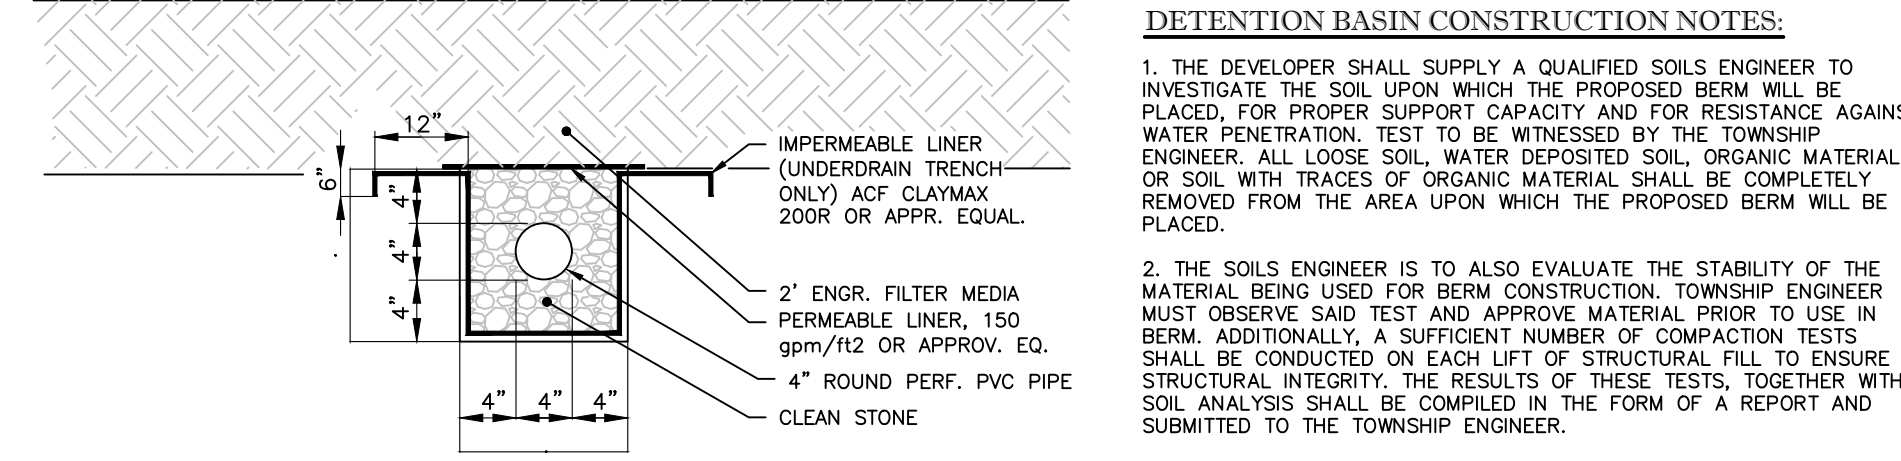 12”
6”
4”
4”
4”
4”
4”
4”
IMPERMEABLE LINER
(UNDERDRAIN TRENCH
ONLY) ACF CLAYMAX
200R OR APPR. EQUAL.
2’ ENGR. FILTER MEDIA
PERMEABLE LINER, 150
gpm/ft2 OR APPROV. EQ.
4” ROUND PERF. PVC PIPE
CLEAN STONE
DETENTION BASIN CONSTRUCTION NOTES:
1. THE DEVELOPER SHALL SUPPLY A QUALIFIED SOILS ENGINEER TO
INVESTIGATE THE SOIL UPON WHICH THE PROPOSED BERM WILL BE
PLACED, FOR PROPER SUPPORT CAPACITY AND FOR RESISTANCE AGAINS
WATER PENETRATION. TEST TO BE WITNESSED BY THE TOWNSHIP
ENGINEER. ALL LOOSE SOIL, WATER DEPOSITED SOIL, ORGANIC MATERIAL
OR SOIL WITH TRACES OF ORGANIC MATERIAL SHALL BE COMPLETELY
REMOVED FROM THE AREA UPON WHICH THE PROPOSED BERM WILL BE
PLACED.
2. THE SOILS ENGINEER IS TO ALSO EVALUATE THE STABILITY OF THE
MATERIAL BEING USED FOR BERM CONSTRUCTION. TOWNSHIP ENGINEER
MUST OBSERVE SAID TEST AND APPROVE MATERIAL PRIOR TO USE IN
BERM. ADDITIONALLY, A SUFFICIENT NUMBER OF COMPACTION TESTS
SHALL BE CONDUCTED ON EACH LIFT OF STRUCTURAL FILL TO ENSURE
STRUCTURAL INTEGRITY. THE RESULTS OF THESE TESTS, TOGETHER WITH
SOIL ANALYSIS SHALL BE COMPILED IN THE FORM OF A REPORT AND
SUBMITTED TO THE TOWNSHIP ENGINEER.